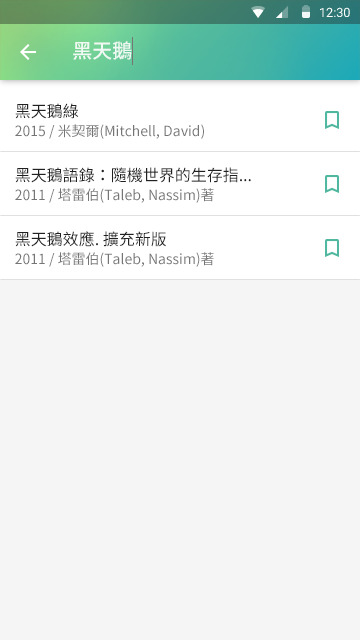 12:30
黑天鵝
黑天鵝綠
2015 / 米契爾(Mitchell, David)
黑天鵝語錄：隨機世界的生存指...
2011 / 塔雷伯(Taleb, Nassim)著
黑天鵝效應. 擴充新版
2011 / 塔雷伯(Taleb, Nassim)著